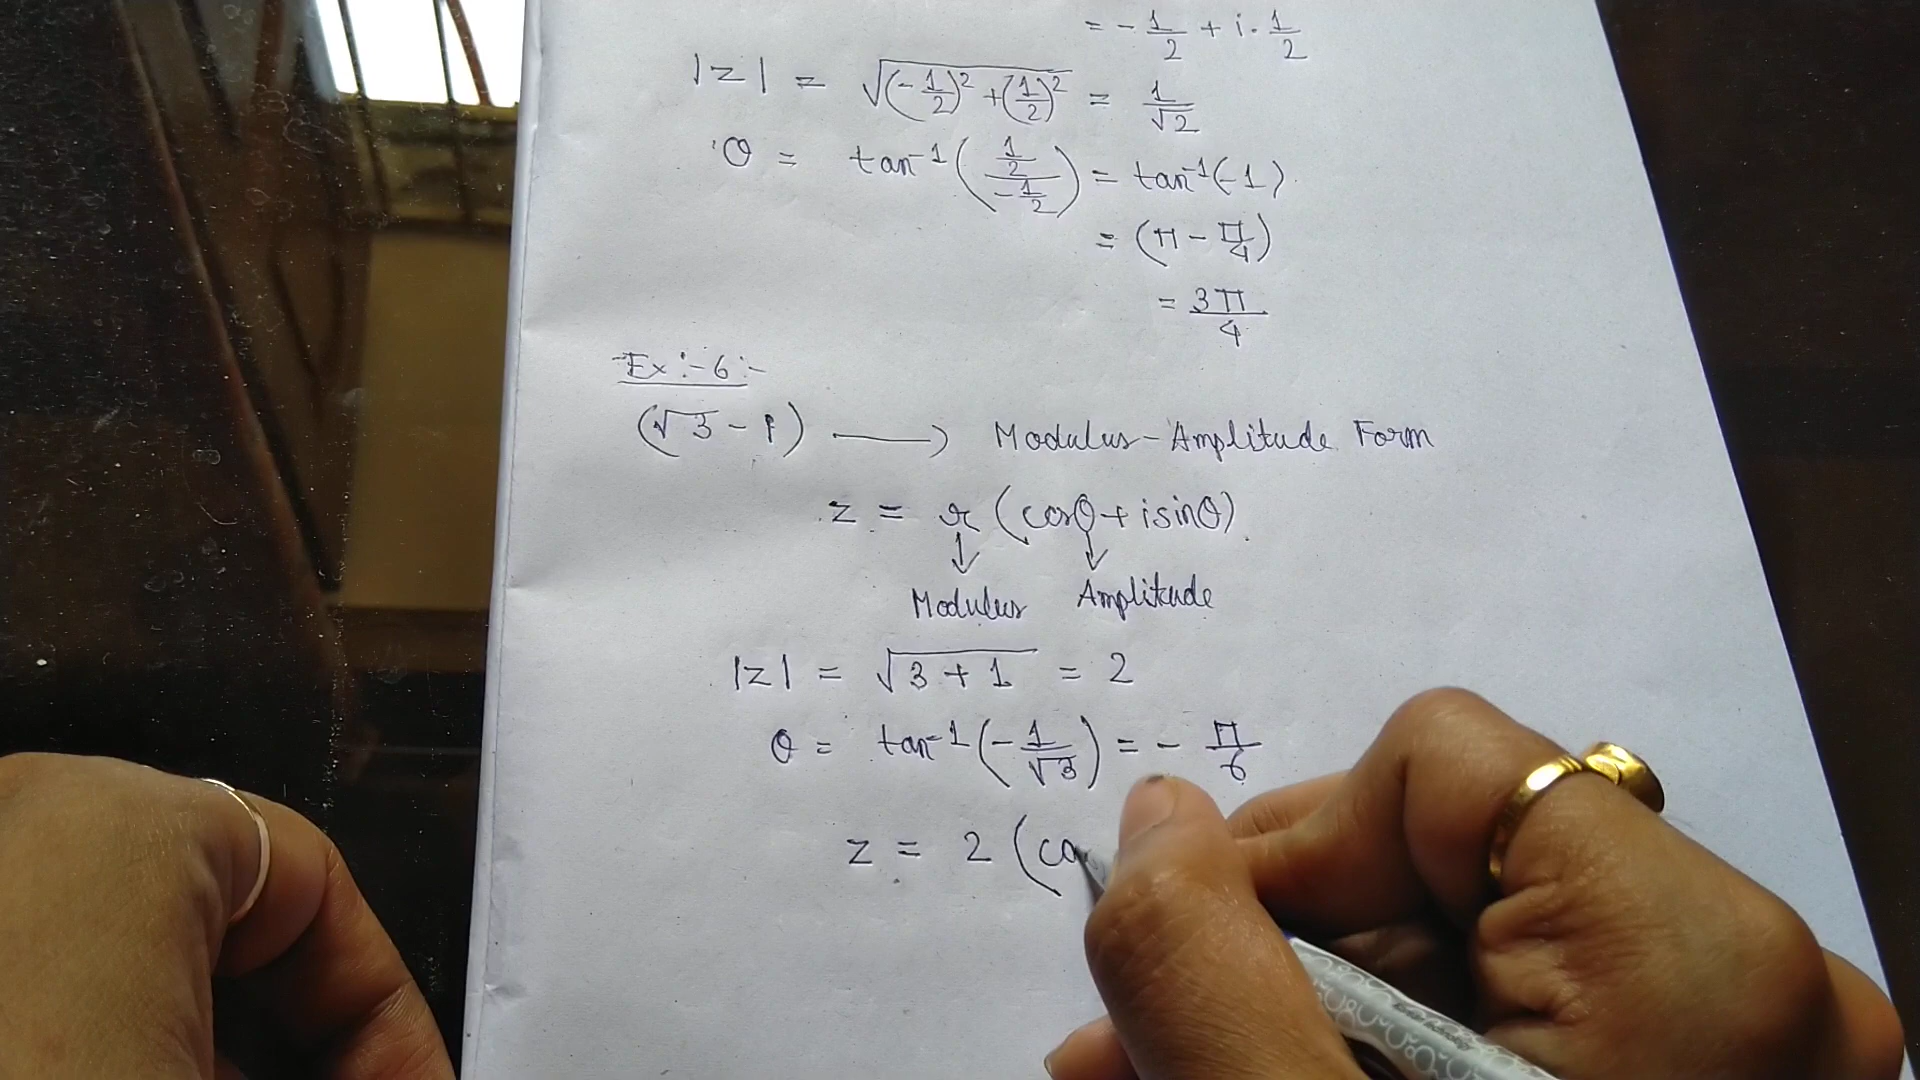 = - 1/2 + i. 1/2
|z| = √((-1/2)² + (1/2)²) = 1/√2
θ = tan⁻¹( (1/2)/(-1/2) ) = tan⁻¹(-1)
= (π - π/4)
= 3π/4
Ex:-6:-
(√3 - i) ⟶ Modulus-Amplitude Form
z = r (cosθ + isinθ)
↓ ↓
Modulus Amplitude
|z| = √(3 + 1) = 2
θ = tan⁻¹(-1/√3) = - π/6
z = 2 (co